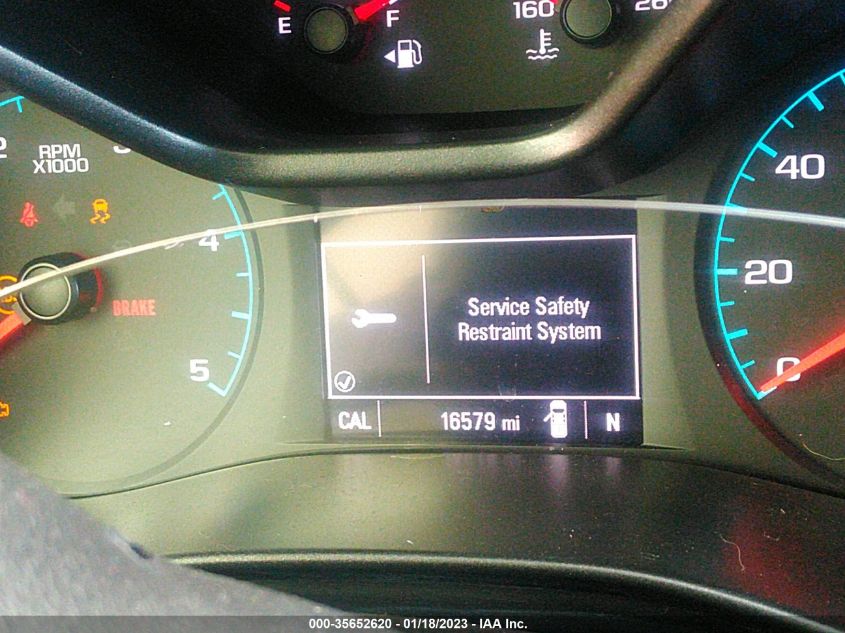 E
F
160
RPM
X1000
4
5
40
20
0
BRAKE
Service Safety
Restraint System
CAL
16579 mi
N
000-35652620 - 01/18/2023 - IAA Inc.